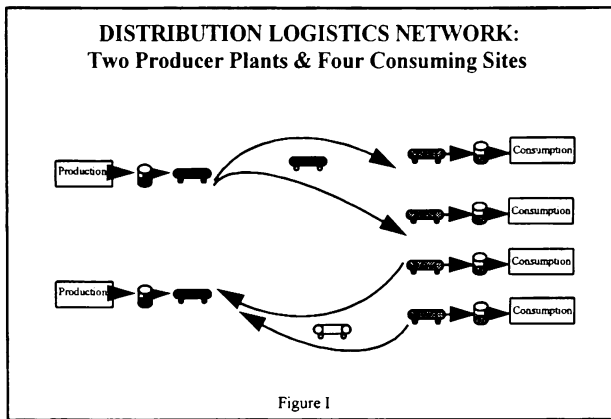 DISTRIBUTION LOGISTICS NETWORK:
Two Producer Plants & Four Consuming Sites
Consumption
Production
Consumption
Consumption
Production
Consumption
Figure I